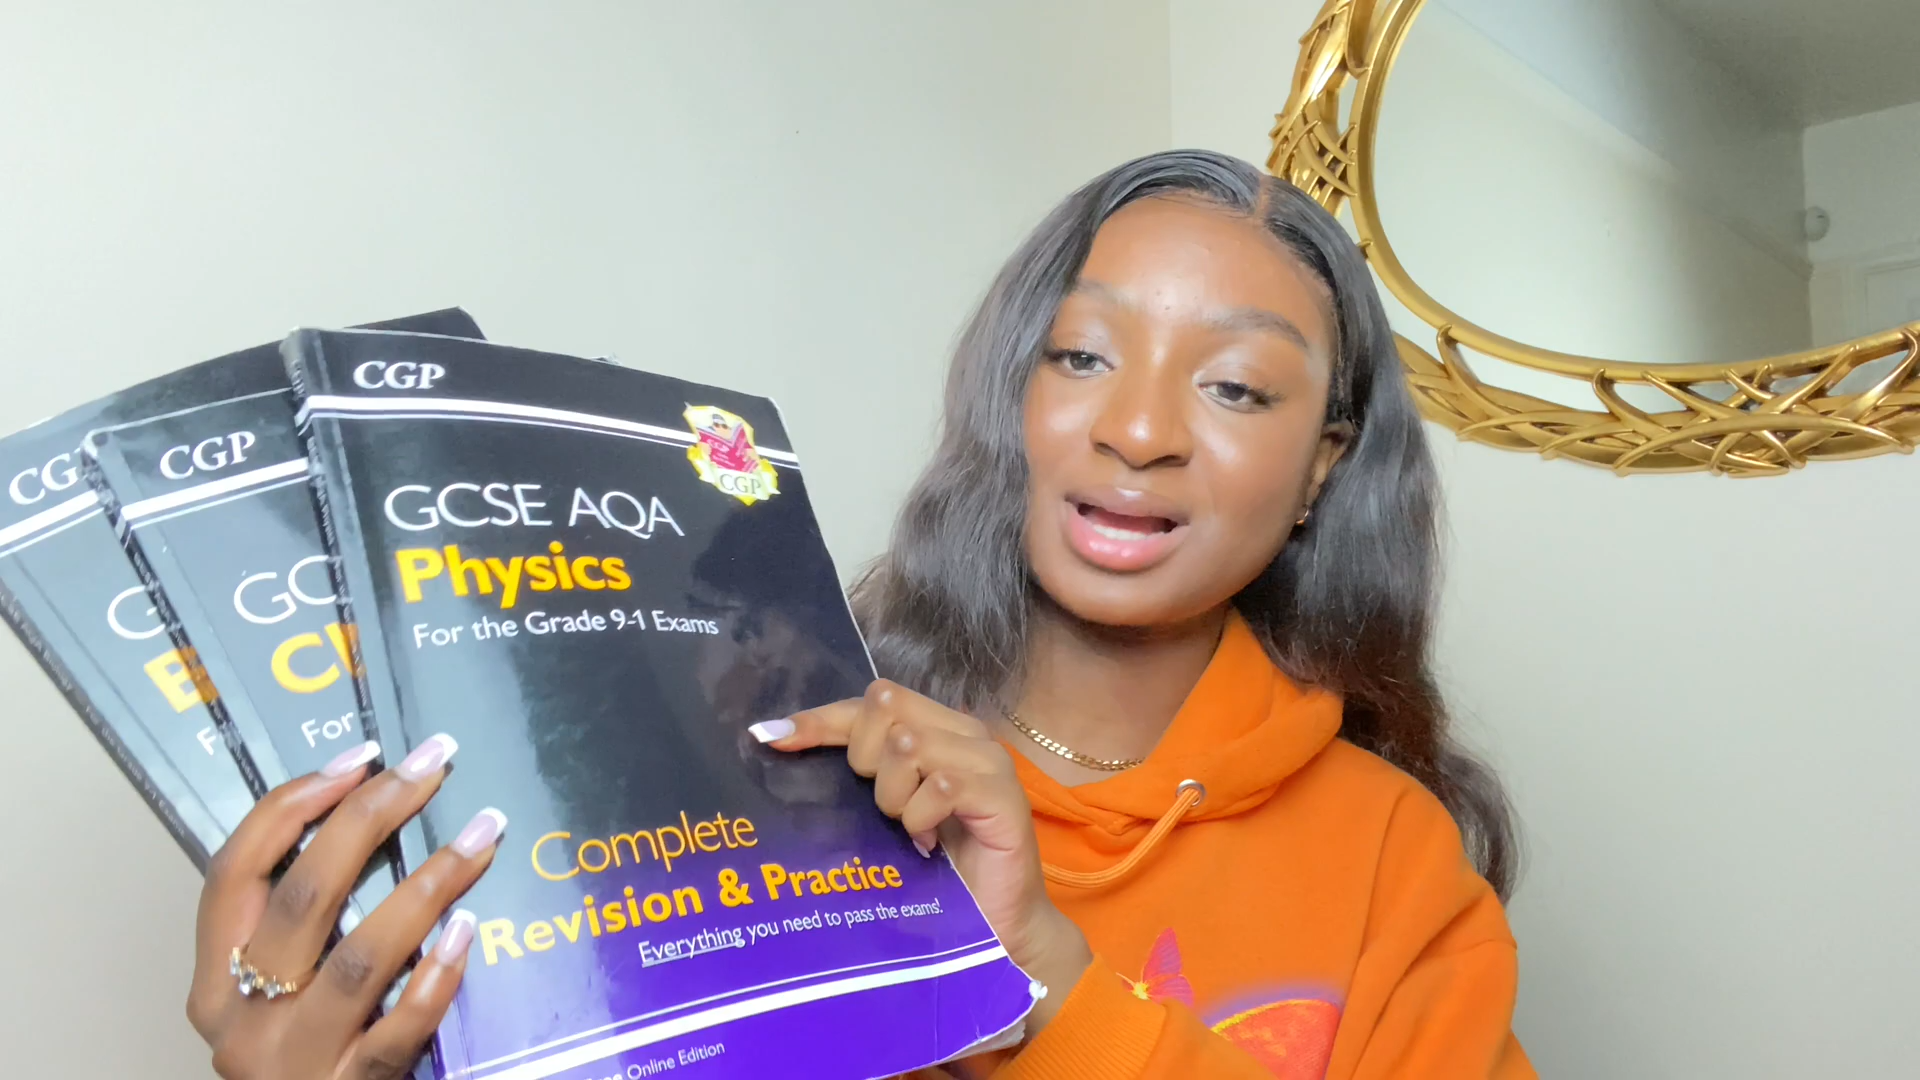 CGP
GCSE AQA
Physics
For the Grade 9-1 Exams
CGP
CGP
Complete
Revision & Practice
Everything you need to pass the exams!
Online Edition
CGP
For
CG